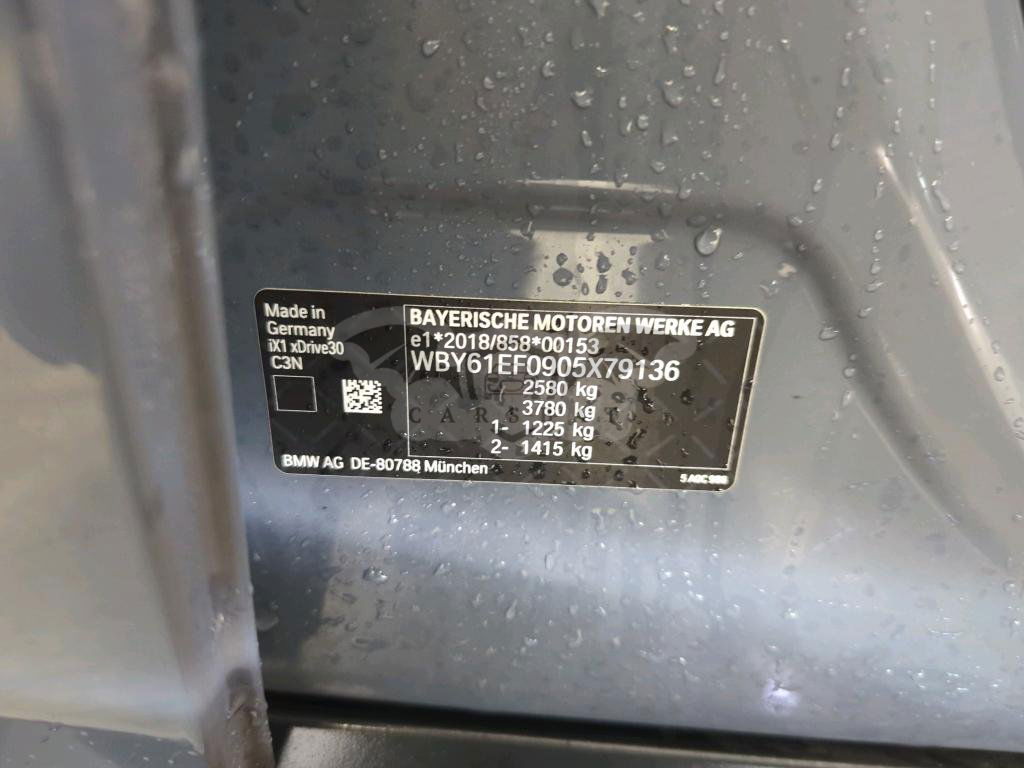 Made in
Germany
iX1 xDrive30
C3N
BAYERISCHE MOTOREN WERKE AG
e1*2018/858*00153
WBY61EF0905X79136
2580 kg
3780 kg
1- 1225 kg
2- 1415 kg
BMW AG DE-80788 München
CARS